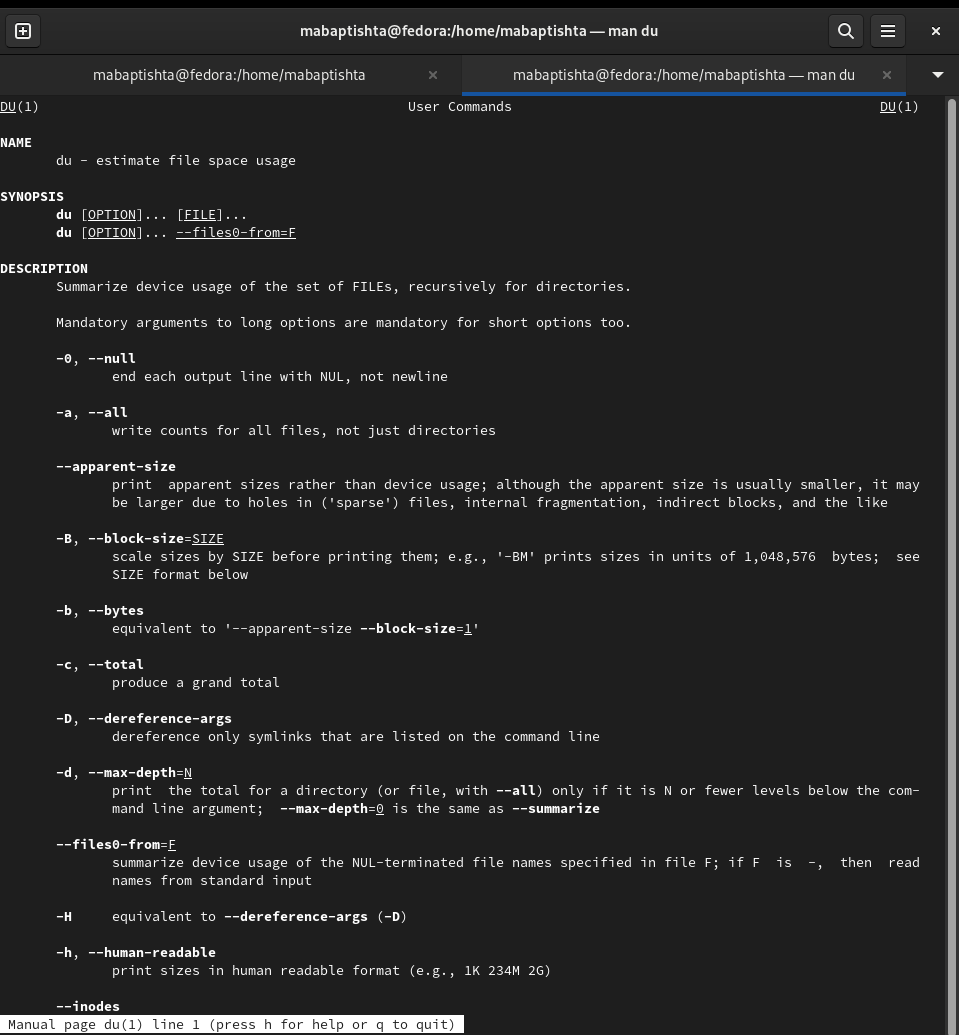 mabaptishta@fedora:/home/mabaptishta — man du
mabaptishta@fedora:/home/mabaptishta
mabaptishta@fedora:/home/mabaptishta — man du
DU(1) User Commands DU(1)
NAME
du - estimate file space usage
SYNOPSIS
du [OPTION]... [FILE]...
du [OPTION]... --files0-from=F
DESCRIPTION
Summarize device usage of the set of FILEs, recursively for directories.
Mandatory arguments to long options are mandatory for short options too.
-0, --null
end each output line with NUL, not newline
-a, --all
write counts for all files, not just directories
--apparent-size
print  apparent sizes rather than device usage; although the apparent size is usually smaller, it may
be larger due to holes in ('sparse') files, internal fragmentation, indirect blocks, and the like
-B, --block-size=SIZE
scale sizes by SIZE before printing them; e.g., '-BM' prints sizes in units of 1,048,576  bytes;  see
SIZE format below
-b, --bytes
equivalent to '--apparent-size --block-size=1'
-c, --total
produce a grand total
-D, --dereference-args
dereference only symlinks that are listed on the command line
-d, --max-depth=N
print  the total for a directory (or file, with --all) only if it is N or fewer levels below the com-
mand line argument;  --max-depth=0 is the same as --summarize
--files0-from=F
summarize device usage of the NUL-terminated file names specified in file F; if F  is  -,  then  read
names from standard input
-H     equivalent to --dereference-args (-D)
-h, --human-readable
print sizes in human readable format (e.g., 1K 234M 2G)
--inodes
Manual page du(1) line 1 (press h for help or q to quit)